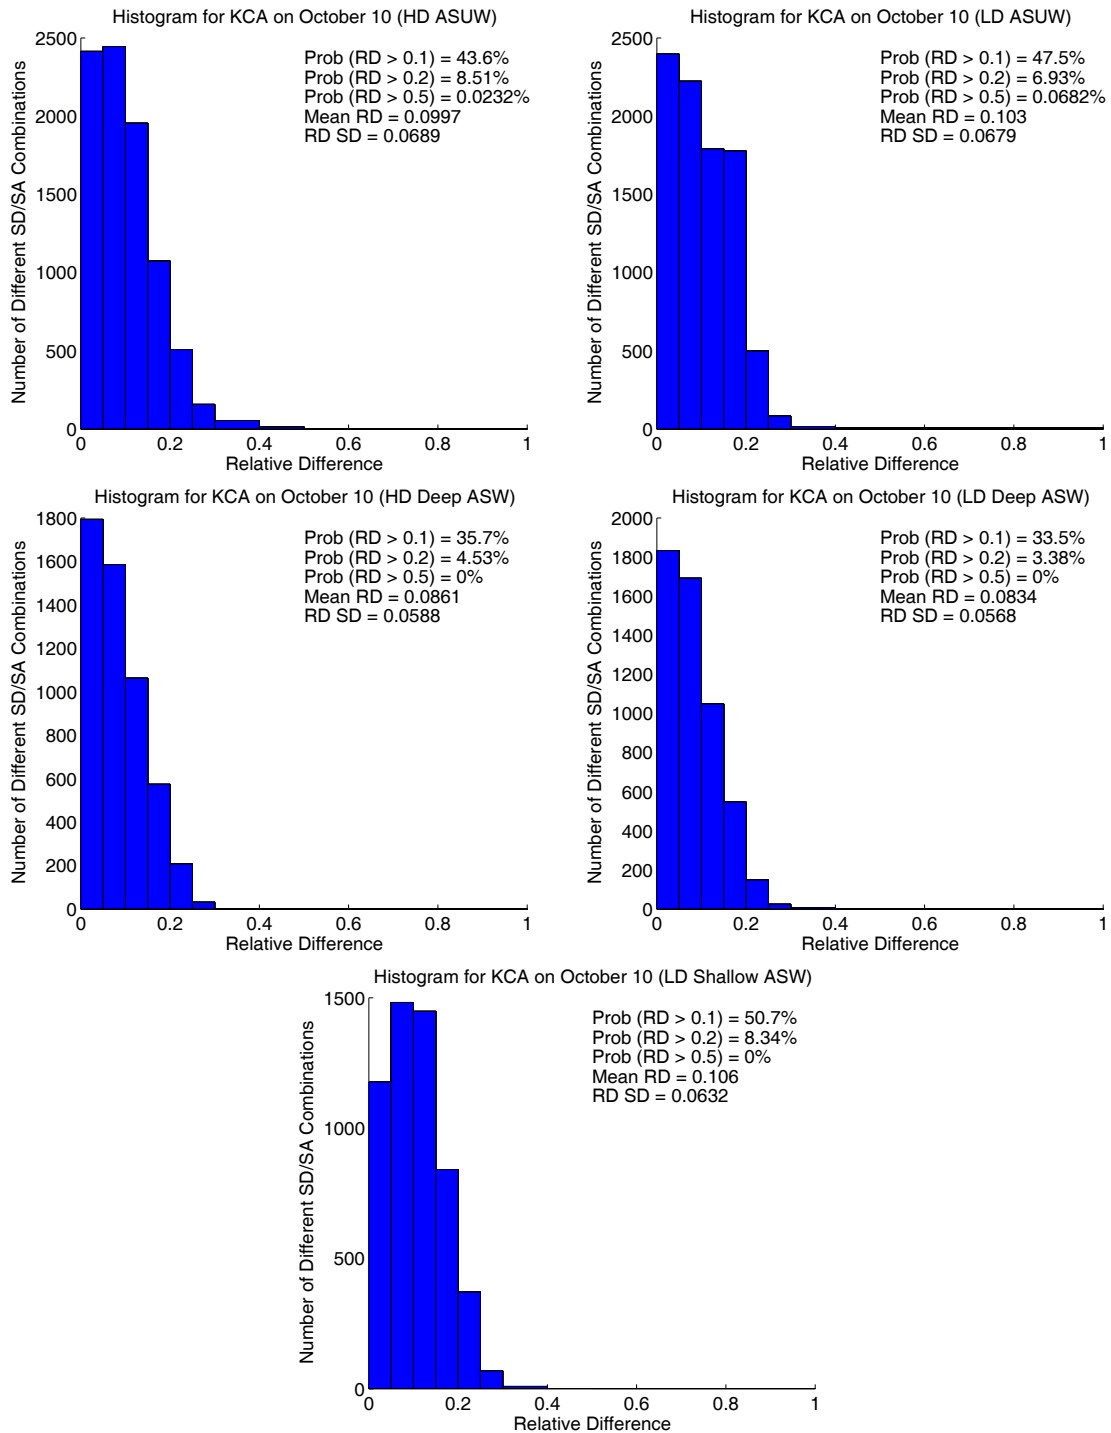 Histogram for KCA on October 10 (HD ASUW)
Prob (RD > 0.1) = 43.6%
Prob (RD > 0.2) = 8.51%
Prob (RD > 0.5) = 0.0232%
Mean RD = 0.0997
RD SD = 0.0689
Number of Different SD/SA Combinations
2500
2000
1500
1000
500
0
0 0.2 0.4 0.6 0.8 1
Relative Difference
Histogram for KCA on October 10 (LD ASUW)
Prob (RD > 0.1) = 47.5%
Prob (RD > 0.2) = 6.93%
Prob (RD > 0.5) = 0.0682%
Mean RD = 0.103
RD SD = 0.0679
Number of Different SD/SA Combinations
2500
2000
1500
1000
500
0
0 0.2 0.4 0.6 0.8 1
Relative Difference
Histogram for KCA on October 10 (HD Deep ASW)
Prob (RD > 0.1) = 35.7%
Prob (RD > 0.2) = 4.53%
Prob (RD > 0.5) = 0%
Mean RD = 0.0861
RD SD = 0.0588
Number of Different SD/SA Combinations
1800
1600
1400
1200
1000
800
600
400
200
0
0 0.2 0.4 0.6 0.8 1
Relative Difference
Histogram for KCA on October 10 (LD Deep ASW)
Prob (RD > 0.1) = 33.5%
Prob (RD > 0.2) = 3.38%
Prob (RD > 0.5) = 0%
Mean RD = 0.0834
RD SD = 0.0568
Number of Different SD/SA Combinations
2000
1800
1600
1400
1200
1000
800
600
400
200
0
0 0.2 0.4 0.6 0.8 1
Relative Difference
Histogram for KCA on October 10 (LD Shallow ASW)
Prob (RD > 0.1) = 50.7%
Prob (RD > 0.2) = 8.34%
Prob (RD > 0.5) = 0%
Mean RD = 0.106
RD SD = 0.0632
Number of Different SD/SA Combinations
1500
1000
500
0
0 0.2 0.4 0.6 0.8 1
Relative Difference